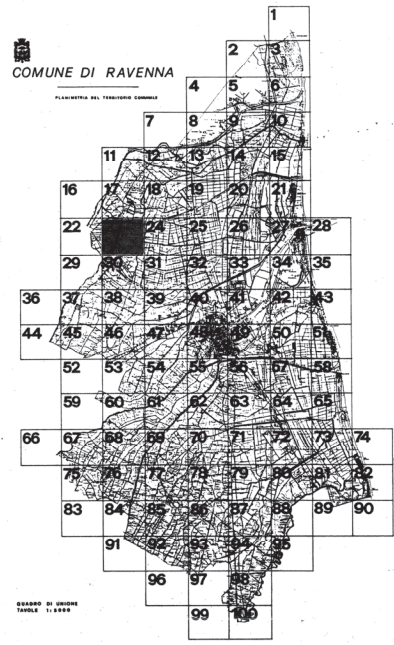 1
2 3
COMUNE DI RAVENNA
4 5 6
PLANIMETRIA DEL TERRITORIO COMUNALE
7 8 9 10
11 12 13 14 15
16 17 18 19 20 21
22 24 25 26 27 28
29 30 31 32 33 34 35
36 37 38 39 40 41 42 43
44 45 46 47 48 49 50 51
52 53 54 55 56 57 58
59 60 61 62 63 64 65
66 67 68 69 70 71 72 73 74
75 76 77 78 79 80 81 82
83 84 85 86 87 88 89 90
91 92 93 94 95
96 97 98
QUADRO DI UNIONE
TAVOLE 1:5000
99 100